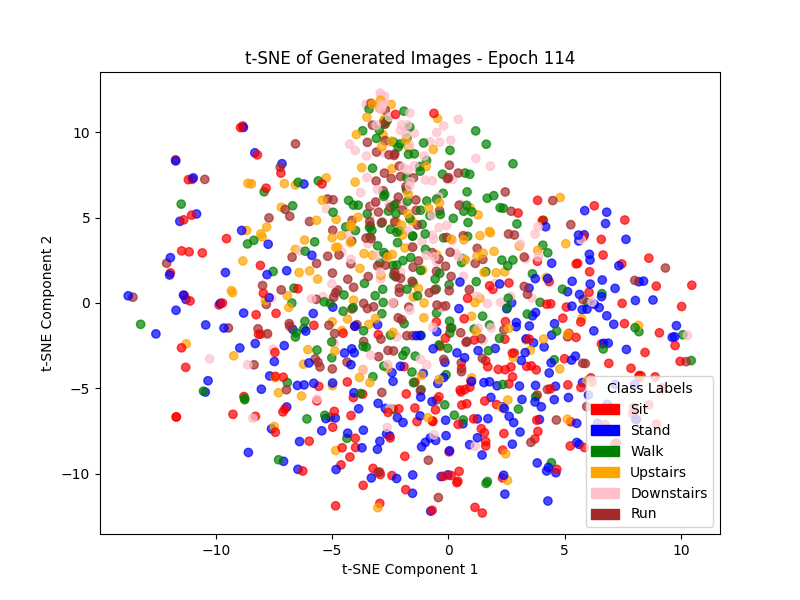 t-SNE of Generated Images - Epoch 114
10
5
0
−5
−10
t-SNE Component 2
−10
−5
0
5
10
t-SNE Component 1
Class Labels
Sit
Stand
Walk
Upstairs
Downstairs
Run